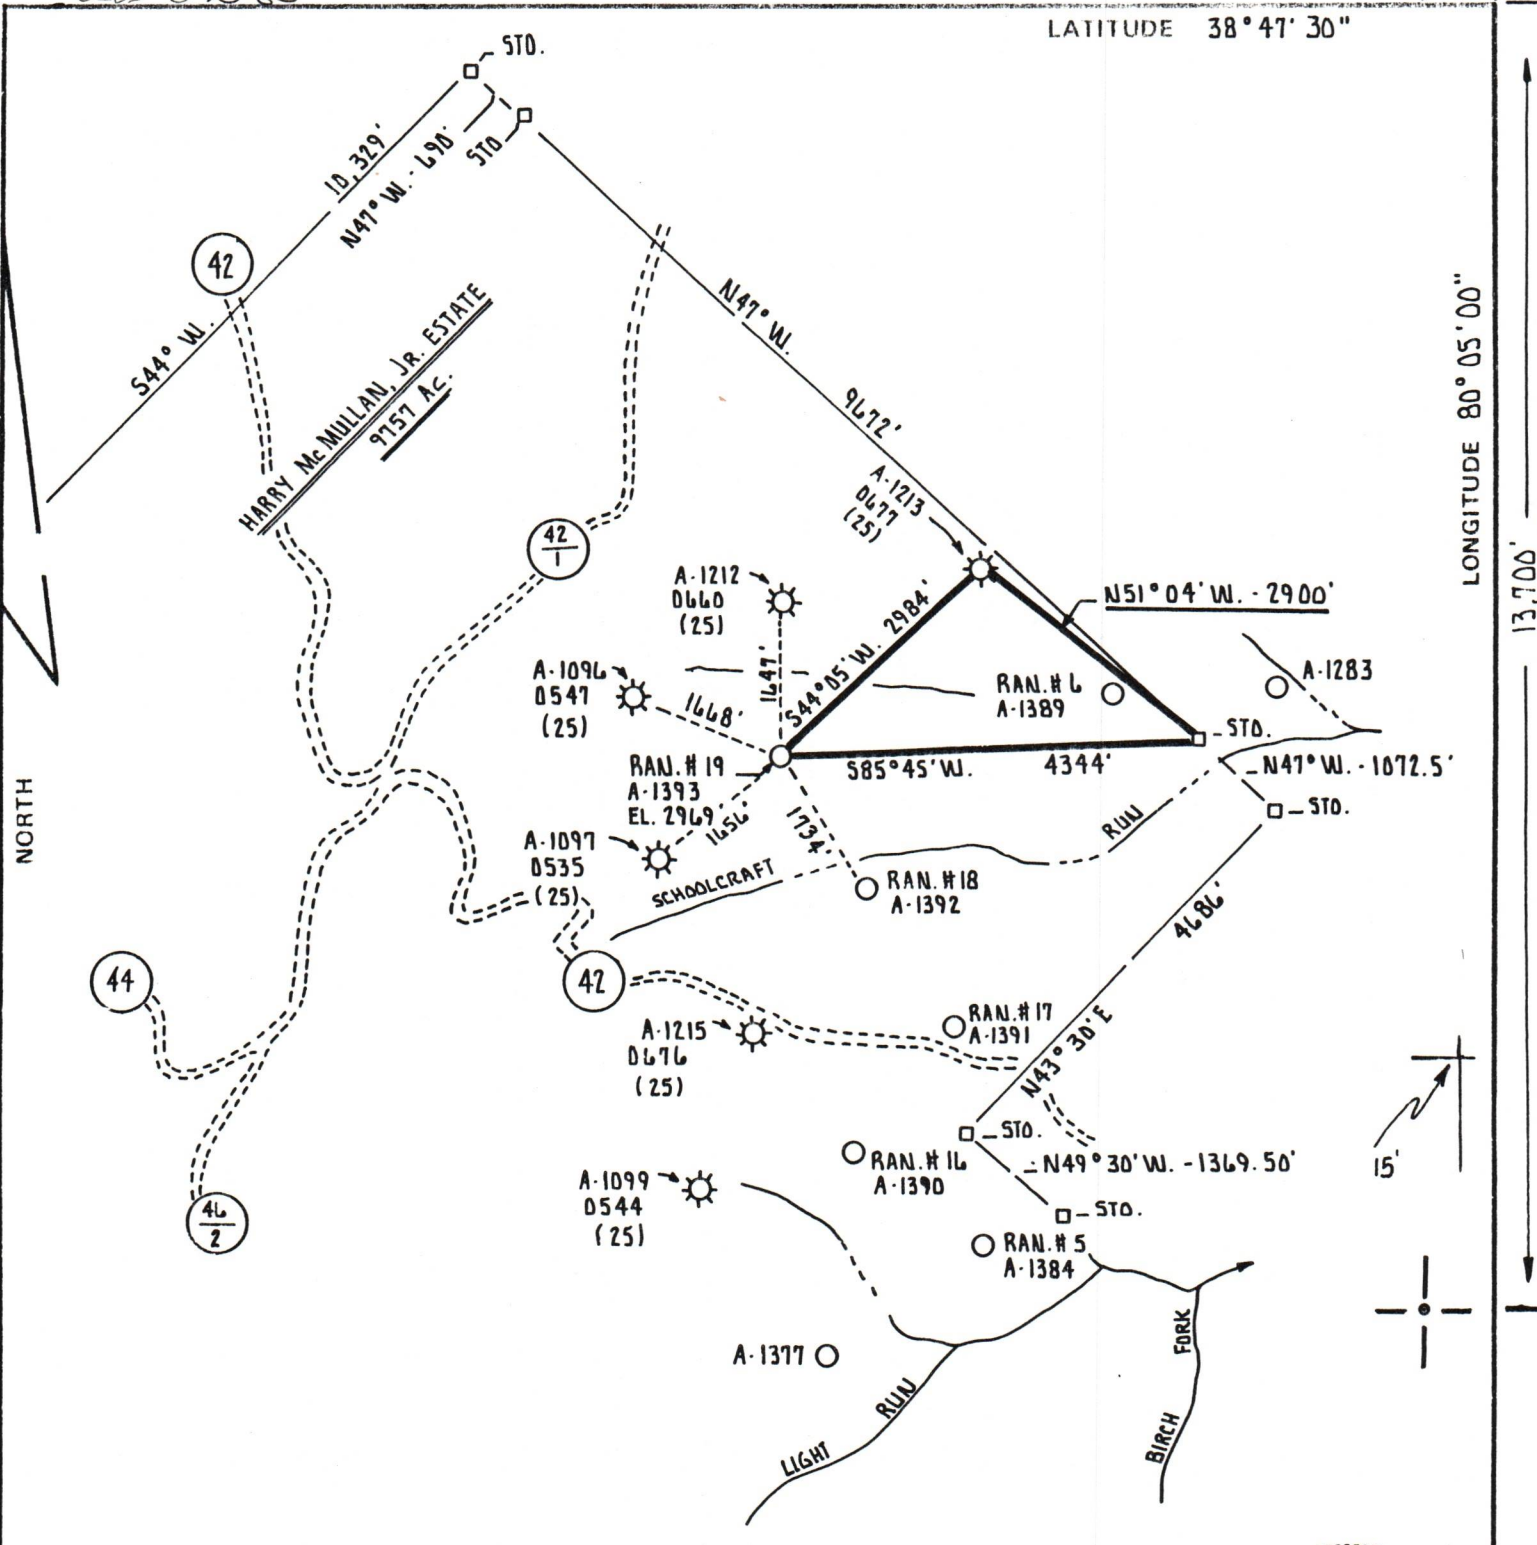 LATITUDE 38°47'30"
STO.
STO
10,329'
N47° W. - 690'
S44° W.
42
HARRY McMULLAN, JR. ESTATE
9757 Ac.
N47° W.
9672'
LONGITUDE 80° 05' 00"
13,700'
42
1
A-1213
0677
(25)
A-1212
0660
(25)
1647'
S44°05'W. 2984'
N51°04'W. - 2900'
A-1096
0547
(25)
1668'
RAN. # 6
A-1389
A-1283
STO.
RAN. # 19
A-1393
EL. 2969'
S85°45'W. 4344'
N47°W. - 1072.5'
STO.
NORTH
A-1097
0535
(25)
1656'
1734'
SCHOOLCRAFT
RUN
RAN. #18
A-1392
4686'
44
42
A-1215
0676
(25)
RAN. #17
A-1391
N43°30'E
STO.
RAN. # 16
A-1390
N49°30'W. - 1369.50'
15'
A-1099
0544
(25)
STO.
46
2
RAN. # 5
A-1384
A-1377
LIGHT
RUN
BIRCH
FORK